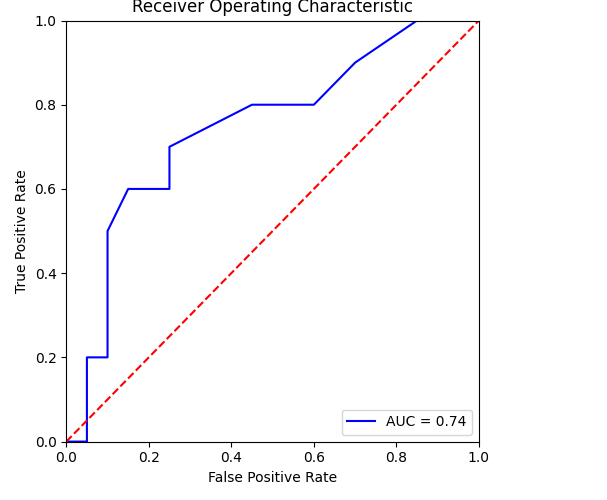 Receiver Operating Characteristic
1.0
0.8
0.6
0.4
0.2
0.0
True Positive Rate
AUC = 0.74
0.0 0.2 0.4 0.6 0.8 1.0
False Positive Rate